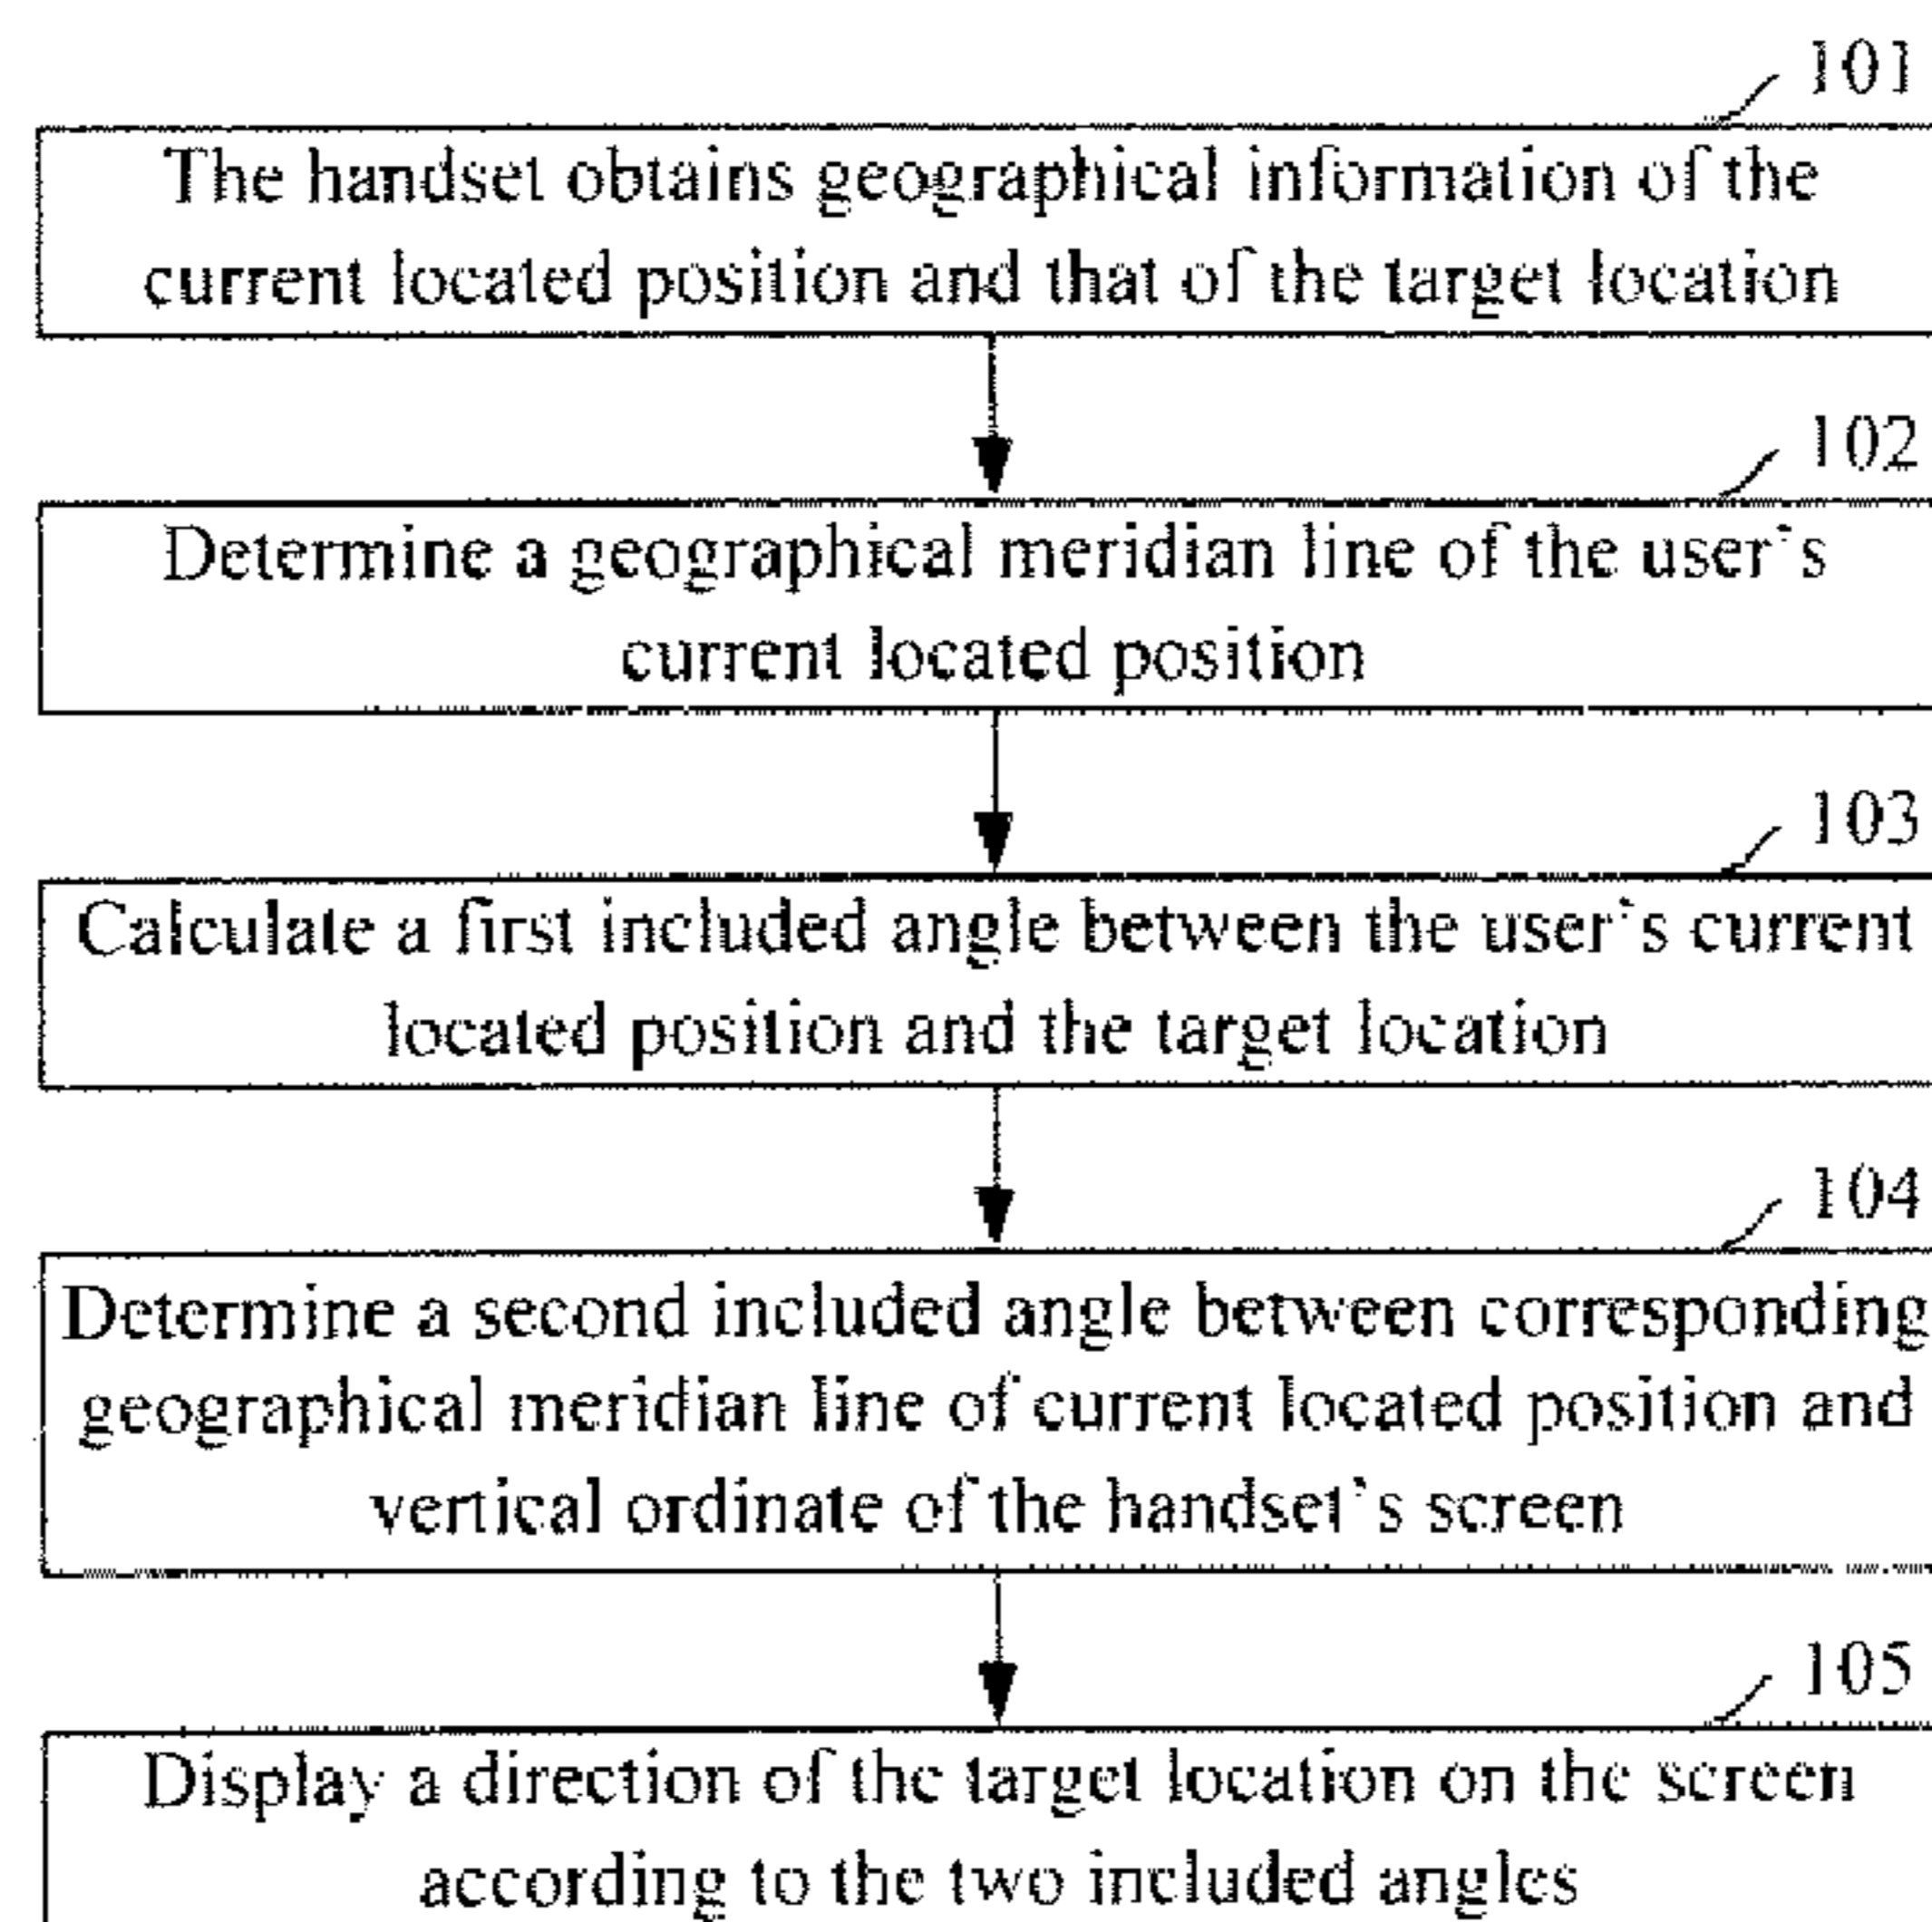 101
The handset obtains geographical information of the
current located position and that of the target location
102
Determine a geographical meridian line of the user's
current located position
103
Calculate a first included angle between the user's current
located position and the target location
104
Determine a second included angle between corresponding
geographical meridian line of current located position and
vertical ordinate of the handset's screen
105
Display a direction of the target location on the screen
according to the two included angles